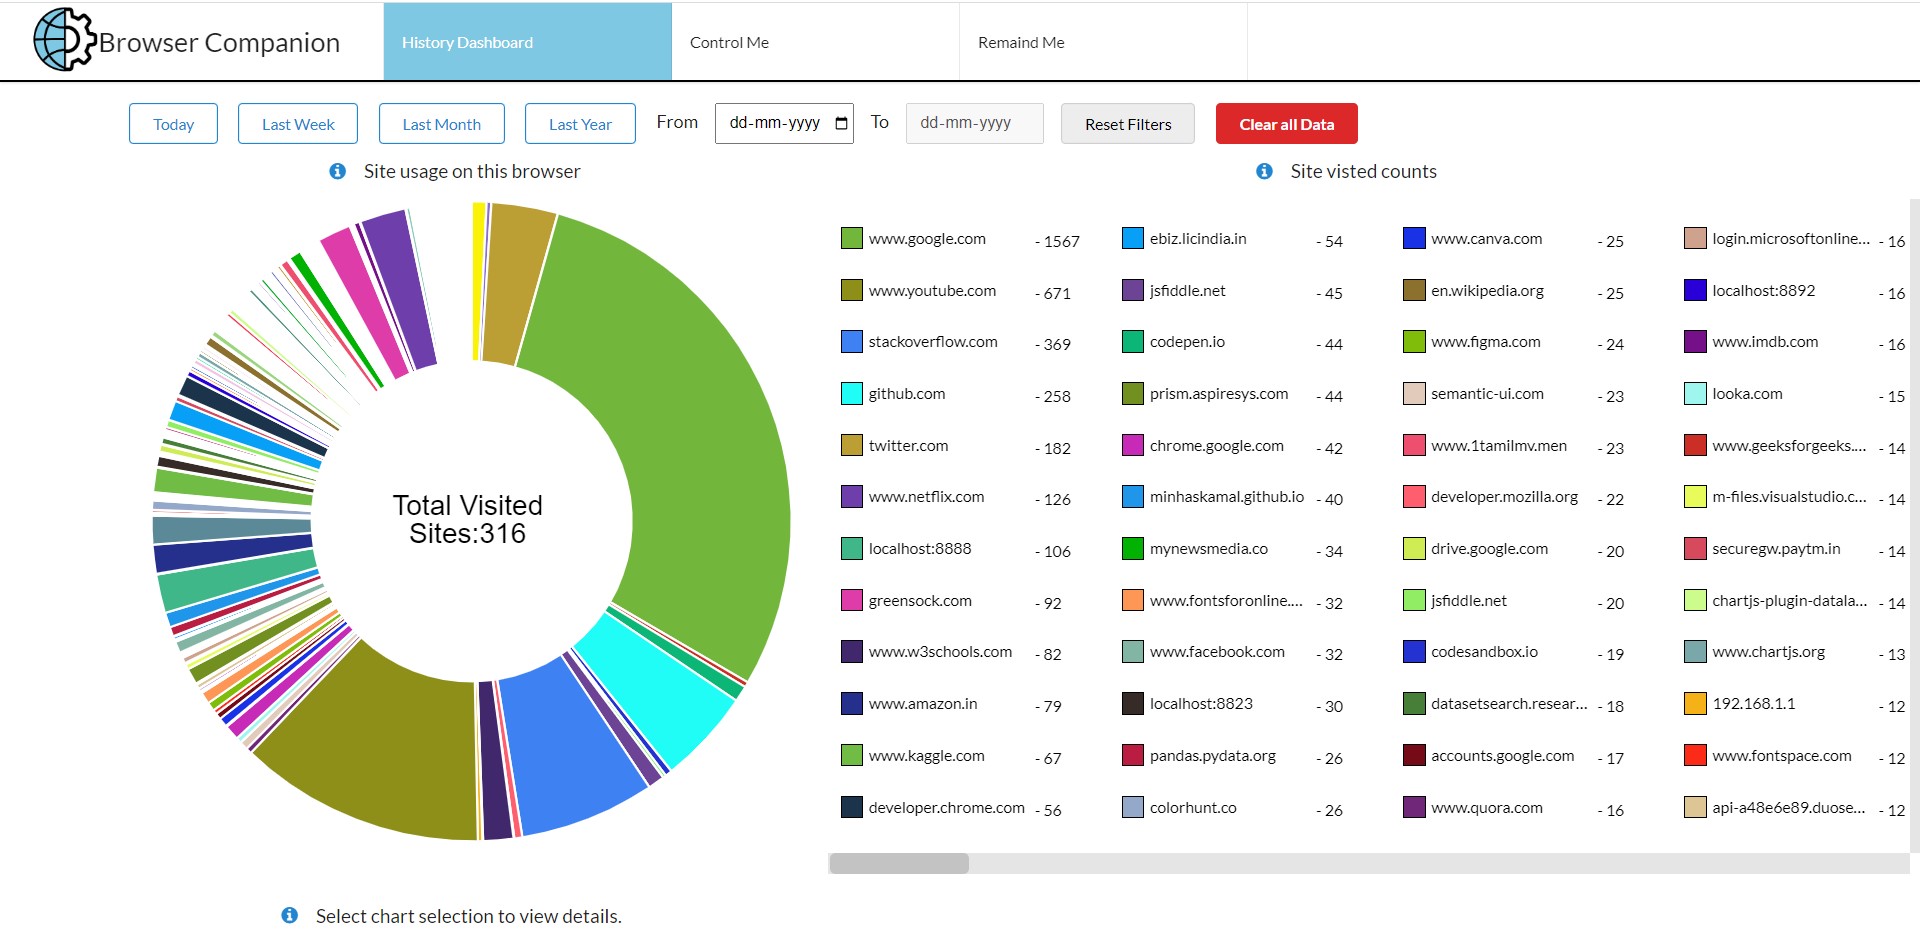 Browser Companion
History Dashboard
Control Me
Remaind Me
Today
Last Week
Last Month
Last Year
From
dd-mm-yyyy
To
dd-mm-yyyy
Reset Filters
Clear all Data
Site usage on this browser
Site visted counts
Total Visited
Sites:316
www.google.com - 1567
www.youtube.com - 671
stackoverflow.com - 369
github.com - 258
twitter.com - 182
www.netflix.com - 126
localhost:8888 - 106
greensock.com - 92
www.w3schools.com - 82
www.amazon.in - 79
www.kaggle.com - 67
developer.chrome.com - 56
ebiz.licindia.in - 54
jsfiddle.net - 45
codepen.io - 44
prism.aspiresys.com - 44
chrome.google.com - 42
minhaskamal.github.io - 40
mynewsmedia.co - 34
www.fontsforonline.... - 32
www.facebook.com - 32
localhost:8823 - 30
pandas.pydata.org - 26
colorhunt.co - 26
www.canva.com - 25
en.wikipedia.org - 25
www.figma.com - 24
semantic-ui.com - 23
www.1tamilmv.men - 23
developer.mozilla.org - 22
drive.google.com - 20
jsfiddle.net - 20
codesandbox.io - 19
datasetsearch.resear... - 18
accounts.google.com - 17
www.quora.com - 16
login.microsoftonline... - 16
localhost:8892 - 16
www.imdb.com - 16
looka.com - 15
www.geeksforgeeks.... - 14
m-files.visualstudio.c... - 14
securegw.paytm.in - 14
chartjs-plugin-datala... - 14
www.chartjs.org - 13
192.168.1.1 - 12
www.fontspace.com - 12
api-a48e6e89.duose... - 12
Select chart selection to view details.